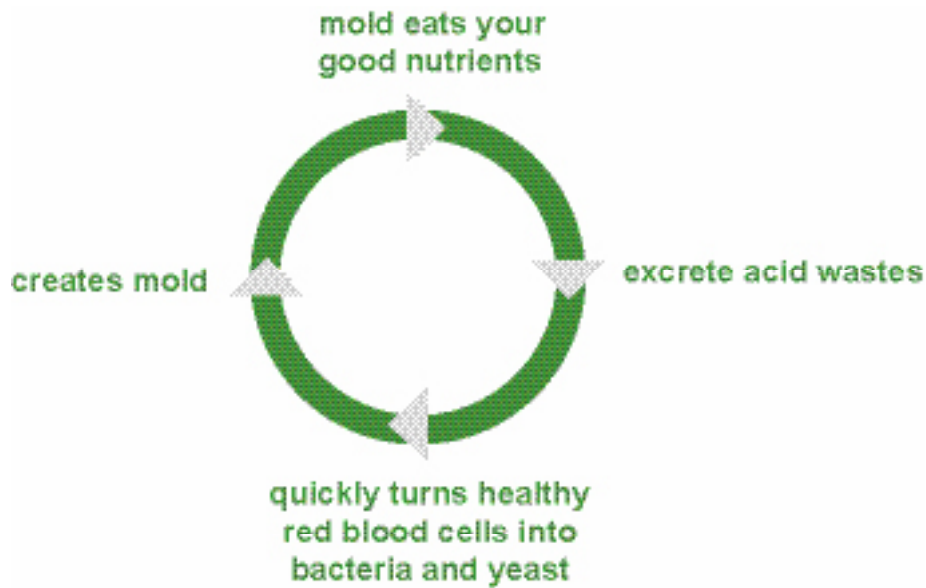 mold eats your
good nutrients
excrete acid wastes
quickly turns healthy
red blood cells into
bacteria and yeast
creates mold